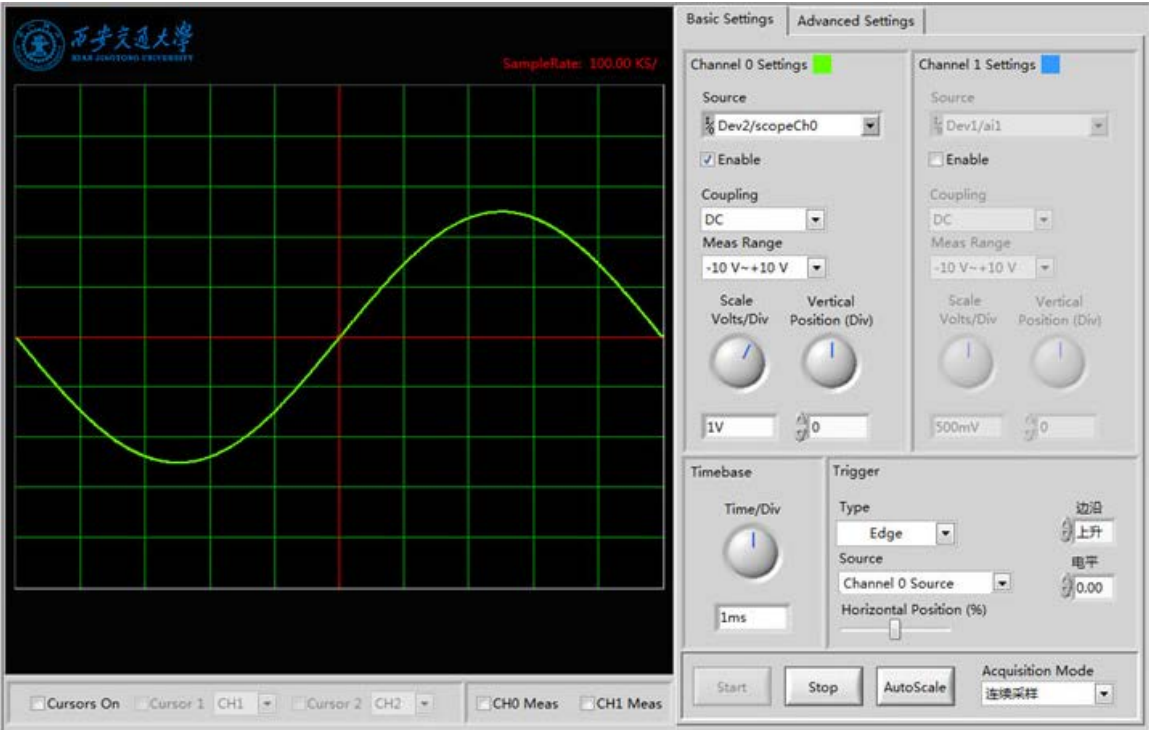 西安交通大学
XI'AN JIAOTONG UNIVERSITY
SampleRate: 100.00 KS/
Basic Settings
Advanced Settings
Channel 0 Settings
Source
Dev2/scopeCh0
Enable
Coupling
DC
Meas Range
-10 V~+10 V
Scale
Volts/Div
Vertical
Position (Div)
1V
0
Channel 1 Settings
Source
Dev1/ai1
Enable
Coupling
DC
Meas Range
-10 V~+10 V
Scale
Volts/Div
Vertical
Position (Div)
500mV
0
Timebase
Time/Div
1ms
Trigger
Type
Edge
边沿
上升
Source
Channel 0 Source
电平
0.00
Horizontal Position (%)
Cursors On
Cursor 1
CH1
Cursor 2
CH2
CH0 Meas
CH1 Meas
Start
Stop
AutoScale
Acquisition Mode
连续采样